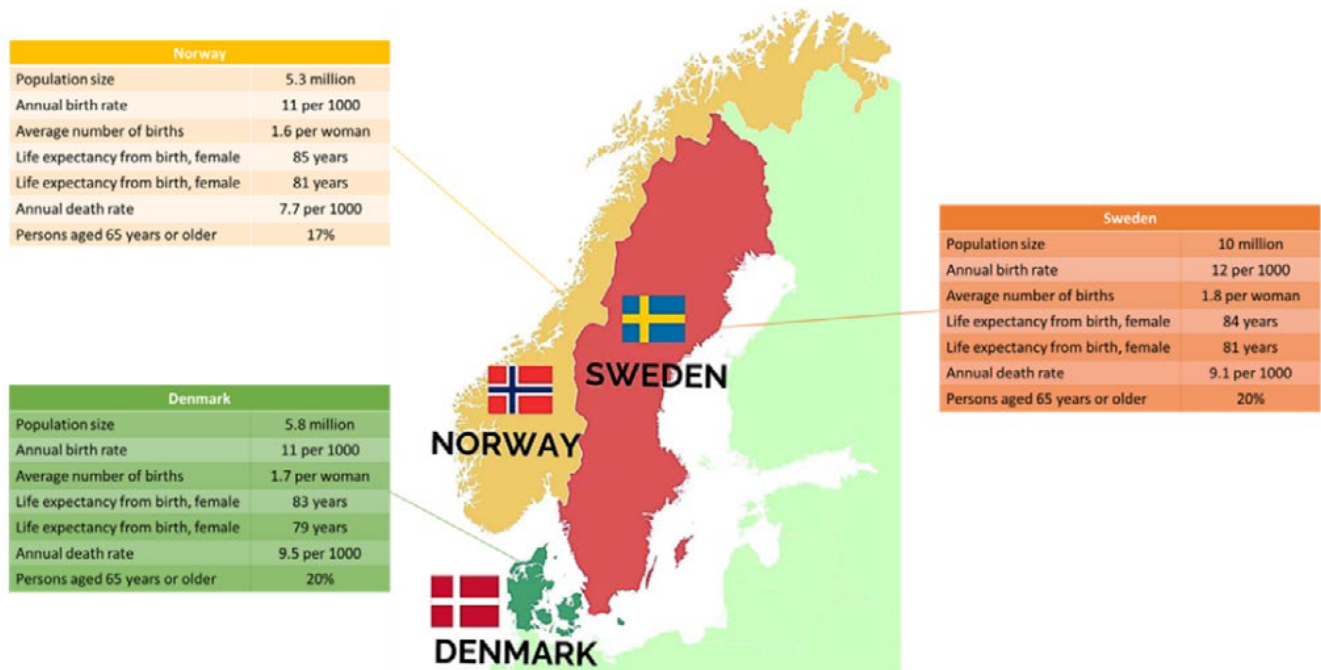 Norway
Population size 5.3 million
Annual birth rate 11 per 1000
Average number of births 1.6 per woman
Life expectancy from birth, female 85 years
Life expectancy from birth, female 81 years
Annual death rate 7.7 per 1000
Persons aged 65 years or older 17%
Sweden
Population size 10 million
Annual birth rate 12 per 1000
Average number of births 1.8 per woman
Life expectancy from birth, female 84 years
Life expectancy from birth, female 81 years
Annual death rate 9.1 per 1000
Persons aged 65 years or older 20%
Denmark
Population size 5.8 million
Annual birth rate 11 per 1000
Average number of births 1.7 per woman
Life expectancy from birth, female 83 years
Life expectancy from birth, female 79 years
Annual death rate 9.5 per 1000
Persons aged 65 years or older 20%
SWEDEN
NORWAY
DENMARK